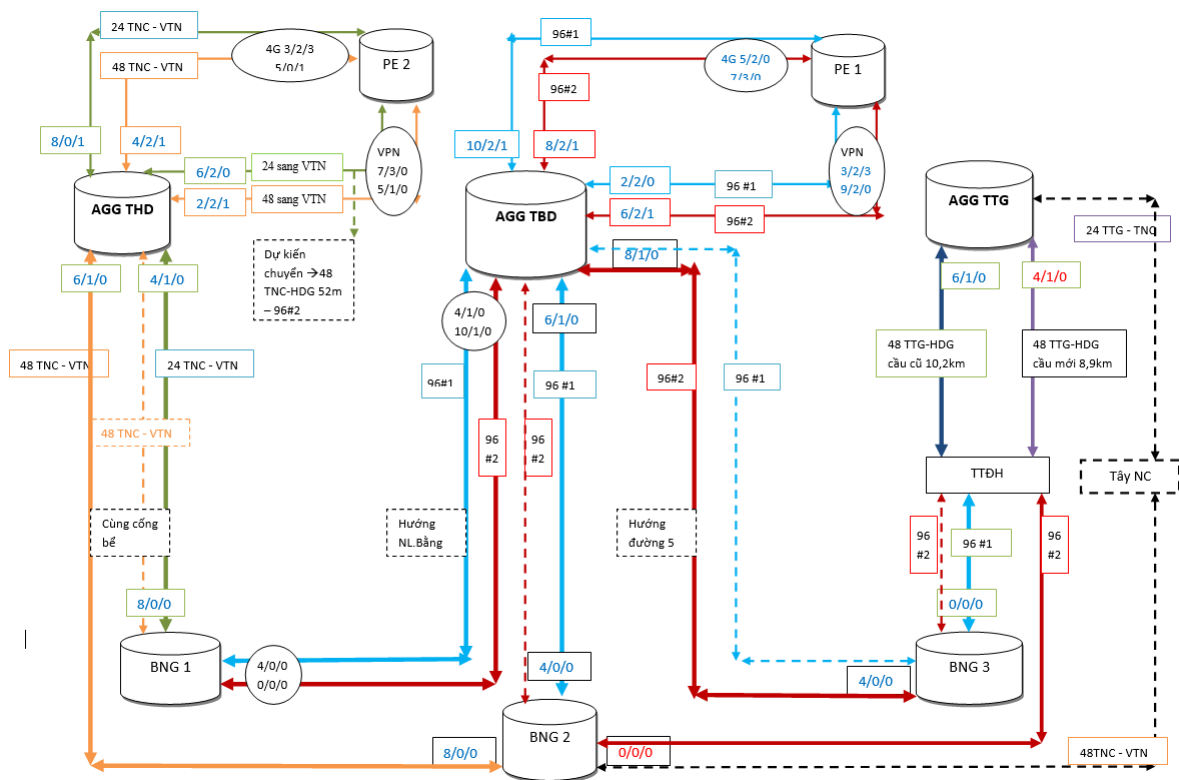 24 TNC - VTN
48 TNC - VTN
4G 3/2/3
5/0/1
PE 2
96#1
96#2
4G 5/2/0
7/3/0
PE 1
8/0/1
4/2/1
10/2/1
8/2/1
6/2/0
24 sang VTN
VPN
7/3/0
5/1/0
2/2/1
48 sang VTN
AGG THD
AGG TBD
2/2/0
96 #1
VPN
3/2/3
9/2/0
6/2/1
96#2
AGG TTG
24 TTG - TNC
Dự kiến
chuyển →48
TNC-HDG 52m
– 96#2
6/1/0
4/1/0
8/1/0
4/1/0
10/1/0
6/1/0
6/1/0
4/1/0
48 TNC - VTN
24 TNC - VTN
96#1
96 #1
96#2
96 #1
48 TTG-HDG
cầu cũ 10,2km
48 TTG-HDG
cầu mới 8,9km
48 TNC - VTN
96
#2
96
#2
TTĐH
Tây NC
Cùng cống
bể
Hướng
NL.Bằng
Hướng
đường 5
96
#2
96 #1
96
#2
8/0/0
0/0/0
BNG 1
4/0/0
0/0/0
4/0/0
4/0/0
BNG 3
BNG 2
8/0/0
0/0/0
48TNC - VTN